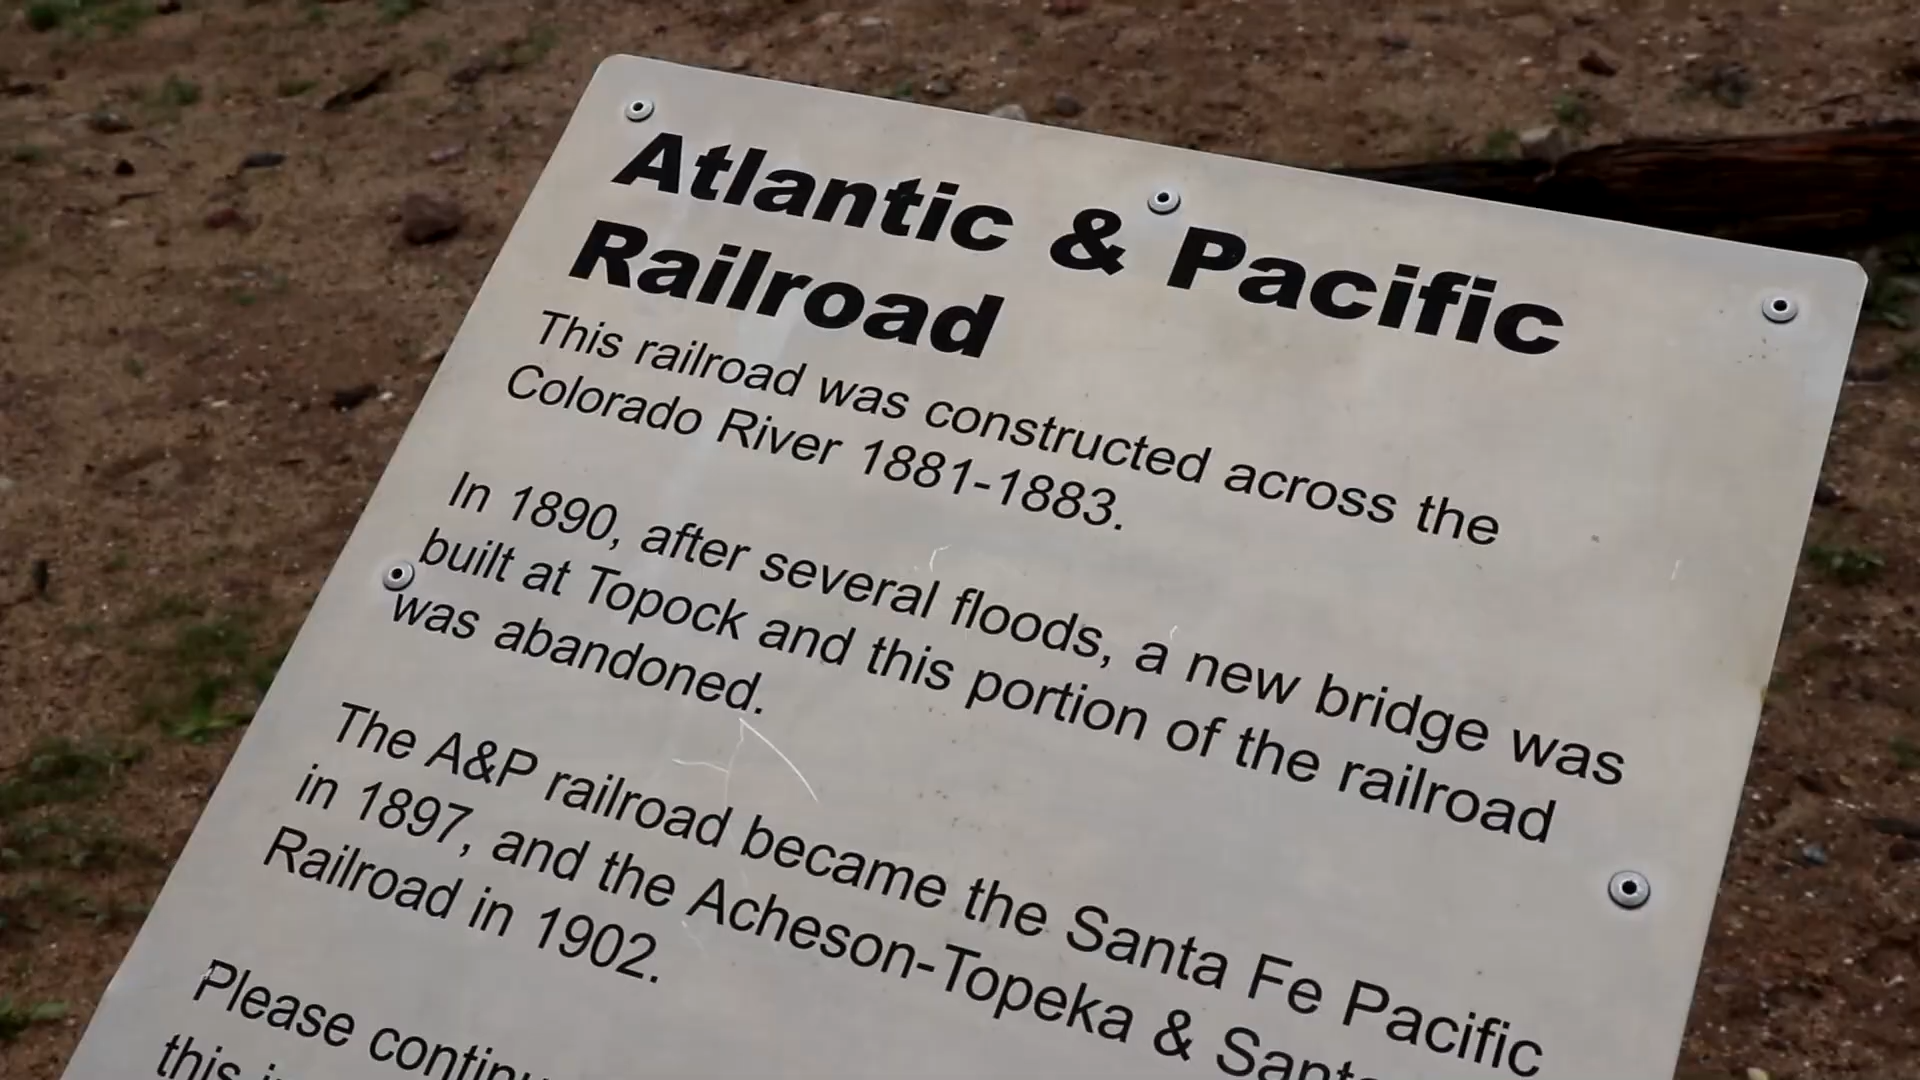 Atlantic & Pacific
Railroad
This railroad was constructed across the
Colorado River 1881-1883.
In 1890, after several floods, a new bridge was
built at Topock and this portion of the railroad
was abandoned.
The A&P railroad became the Santa Fe Pacific
in 1897, and the Acheson-Topeka & Santa
Railroad in 1902.
Please
this